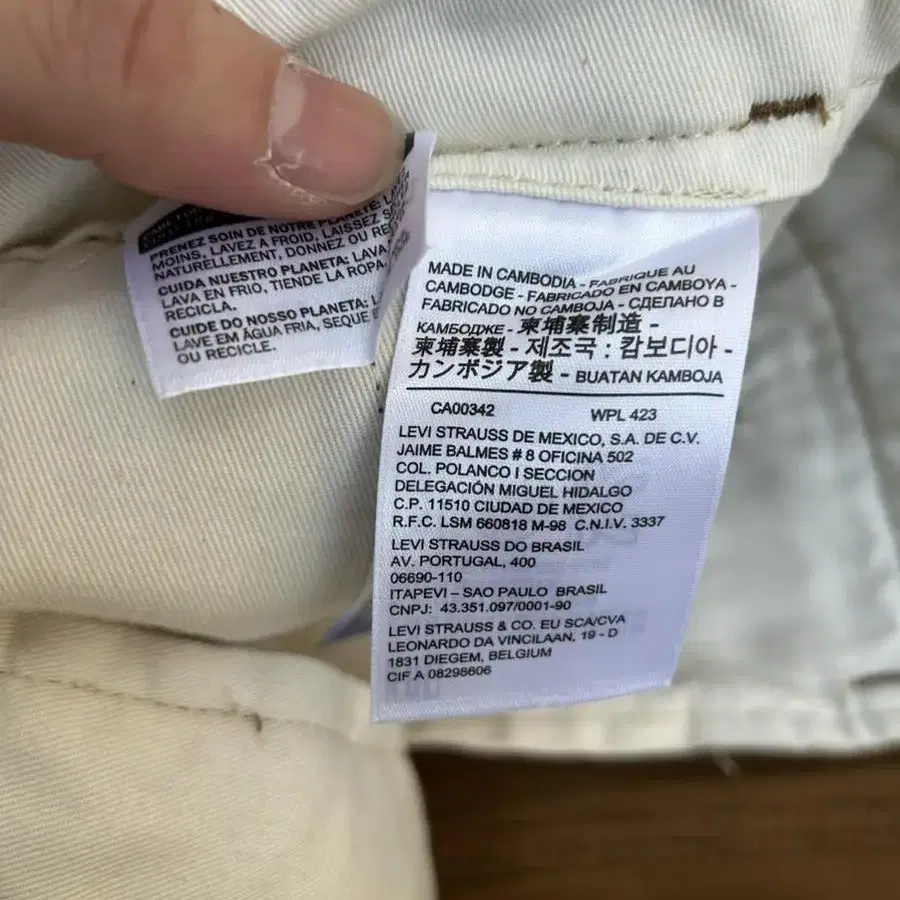 PRENEZ SOIN DE NOTRE PLANÈTE:
MOINS, LAVEZ À FROID, LAISSEZ
NATURELLEMENT, DONNEZ OU
CUIDA NUESTRO PLANETA: LAVA
LAVA EN FRÍO, TIENDE LA ROPA,
RECICLA.
CUIDE DO NOSSO PLANETA:
LAVE EM ÁGUA FRIA, SEQUE
OU RECICLE.
MADE IN CAMBODIA - FABRIQUE AU
CAMBODGE - FABRICADO EN CAMBOYA -
FABRICADO NO CAMBOJA - СДЕЛАНО В
КАМБОДЖЕ - 柬埔寨制造 -
柬埔寨製 - 제조국 : 캄보디아 -
カンボジア製 - BUATAN KAMBOJA
CA00342 WPL 423
LEVI STRAUSS DE MEXICO, S.A. DE C.V.
JAIME BALMES # 8 OFICINA 502
COL. POLANCO I SECCION
DELEGACIÓN MIGUEL HIDALGO
C.P. 11510 CIUDAD DE MEXICO
R.F.C. LSM 660818 M-98 C.N.I.V. 3337
LEVI STRAUSS DO BRASIL
AV. PORTUGAL, 400
06690-110
ITAPEVI – SAO PAULO BRASIL
CNPJ: 43.351.097/0001-90
LEVI STRAUSS & CO. EU SCA/CVA
LEONARDO DA VINCILAAN, 19 - D
1831 DIEGEM, BELGIUM
CIF A 08298606